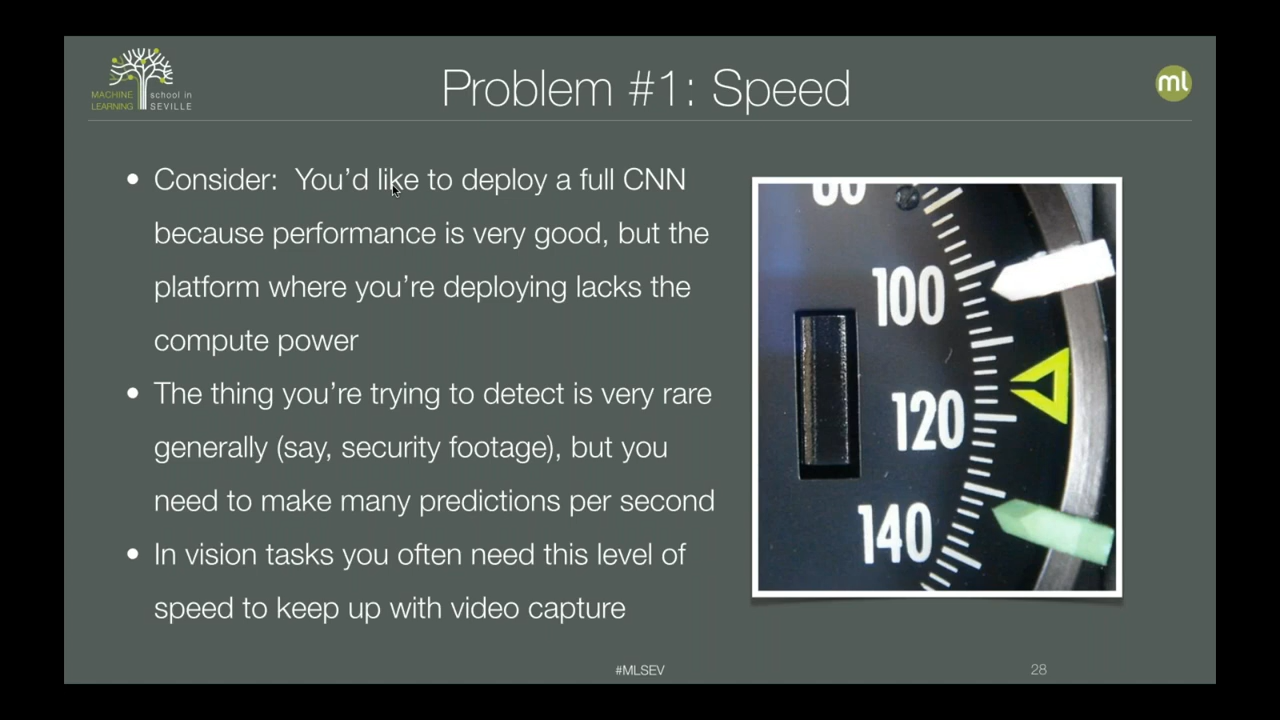 MACHINE school in
LEARNING SEVILLE
Problem #1: Speed
ml
• Consader: You’d like to deploy a full CNN
because performance is very good, but the
platform where you’re deploying lacks the
compute power
• The thing you’re trying to detect is very rare
generally (say, security footage), but you
need to make many predictions per second
• In vision tasks you often need this level of
speed to keep up with video capture
100
120
140
#MLSEV
28